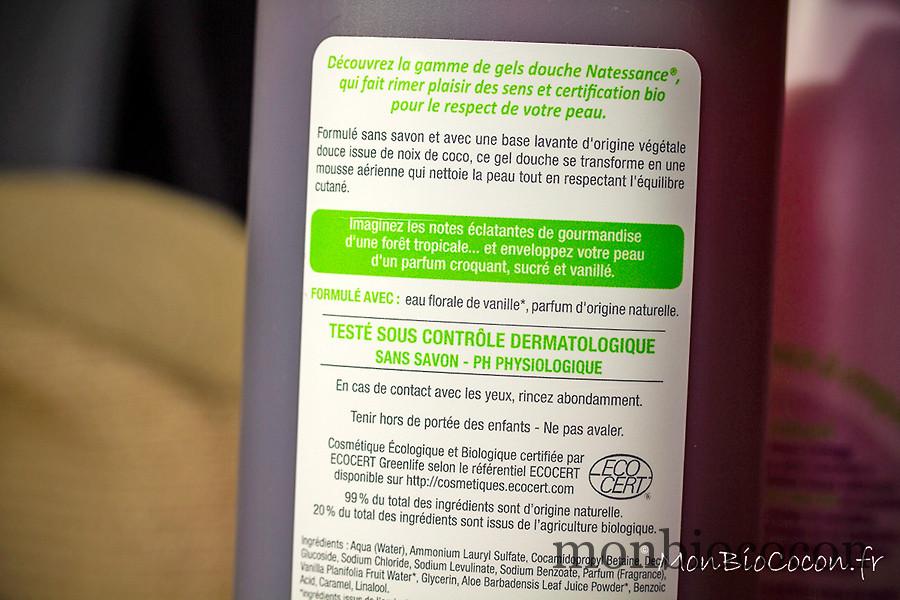 Découvrez la gamme de gels douche Natessance®,
qui fait rimer plaisir des sens et certification bio
pour le respect de votre peau.
Formulé sans savon et avec une base lavante d'origine végétale
douce issue de noix de coco, ce gel douche se transforme en une
mousse aérienne qui nettoie la peau tout en respectant l'équilibre
cutané.
Imaginez les notes éclatantes de gourmandise
d'une forêt tropicale... et enveloppez votre peau
d'un parfum croquant, sucré et vanillé.
FORMULÉ AVEC : eau florale de vanille*, parfum d'origine naturelle.
TESTÉ SOUS CONTRÔLE DERMATOLOGIQUE
SANS SAVON - PH PHYSIOLOGIQUE
En cas de contact avec les yeux, rincez abondamment.
Tenir hors de portée des enfants - Ne pas avaler.
Cosmétique Écologique et Biologique certifiée par
ECOCERT Greenlife selon le référentiel ECOCERT
disponible sur http://cosmetiques.ecocert.com
ECO
CERT®
99 % du total des ingrédients sont d'origine naturelle.
20 % du total des ingrédients sont issus de l'agriculture biologique.
Ingrédients : Aqua (Water), Ammonium Lauryl Sulfate, Cocamidopropyl Betaine, Decyl
Glucoside, Sodium Chloride, Sodium Levulinate, Sodium Benzoate, Parfum (Fragrance),
Vanilla Planifolia Fruit Water*, Glycerin, Aloe Barbadensis Leaf Juice Powder*, Benzoic
Acid, Caramel, Linalool.
monbiococon
MonBioCocon.fr